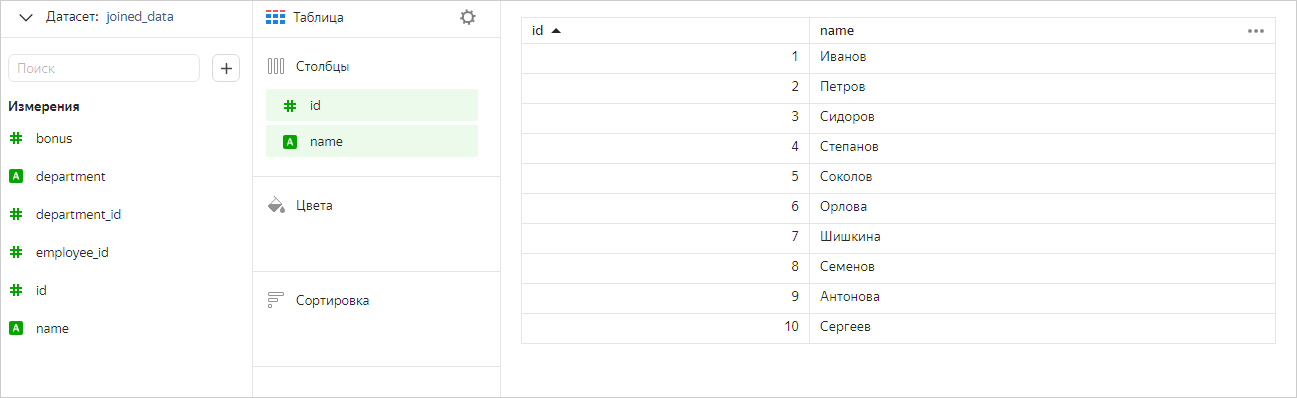 Датасет: joined_data
Поиск
Измерения
bonus
A department
department_id
employee_id
id
A name
Таблица
Столбцы
id
A name
Цвета
Сортировка
id name
1 Иванов
2 Петров
3 Сидоров
4 Степанов
5 Соколов
6 Орлова
7 Шишкина
8 Семенов
9 Антонова
10 Сергеев